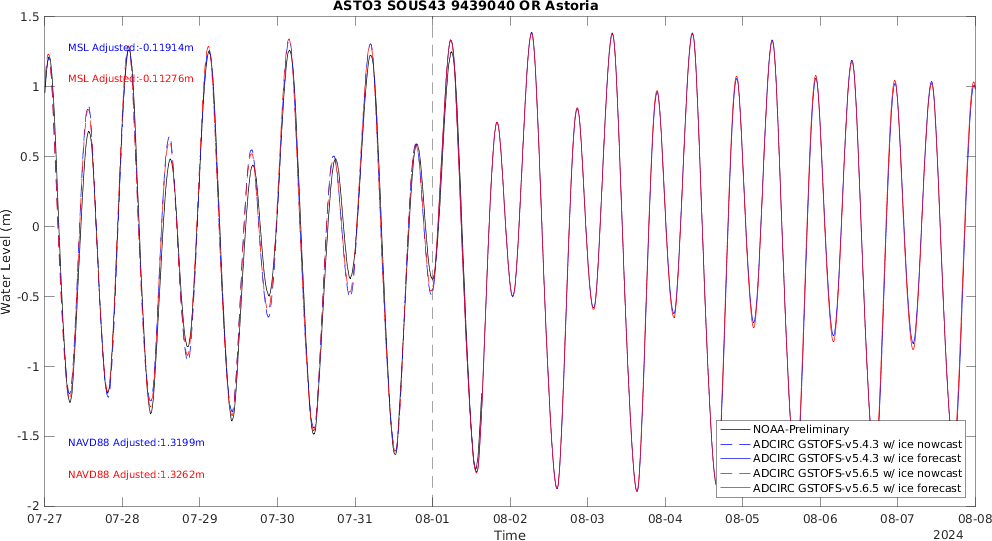 ASTO3 SOUS43 9439040 OR Astoria
MSL Adjusted:-0.11914m
MSL Adjusted:-0.11276m
NAVD88 Adjusted:1.3199m
NAVD88 Adjusted:1.3262m
Water Level (m)
1.5
1
0.5
0
-0.5
-1
-1.5
-2
NOAA-Preliminary
ADCIRC GSTOFS-v5.4.3 w/ ice nowcast
ADCIRC GSTOFS-v5.4.3 w/ ice forecast
ADCIRC GSTOFS-v5.6.5 w/ ice nowcast
ADCIRC GSTOFS-v5.6.5 w/ ice forecast
07-27 07-28 07-29 07-30 07-31 08-01 08-02 08-03 08-04 08-05 08-06 08-07 08-08
Time
2024